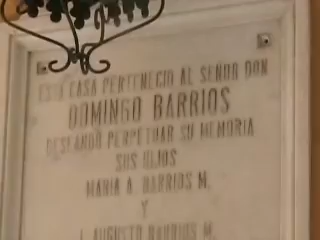 ESTA CASA PERTENECIO AL SEÑOR DON
DOMINGO BARRIOS
DESEANDO PERPETUAR SU MEMORIA
SUS HIJOS
MARIA A. BARRIOS M.
Y
J. AUGUSTO BARRIOS M.